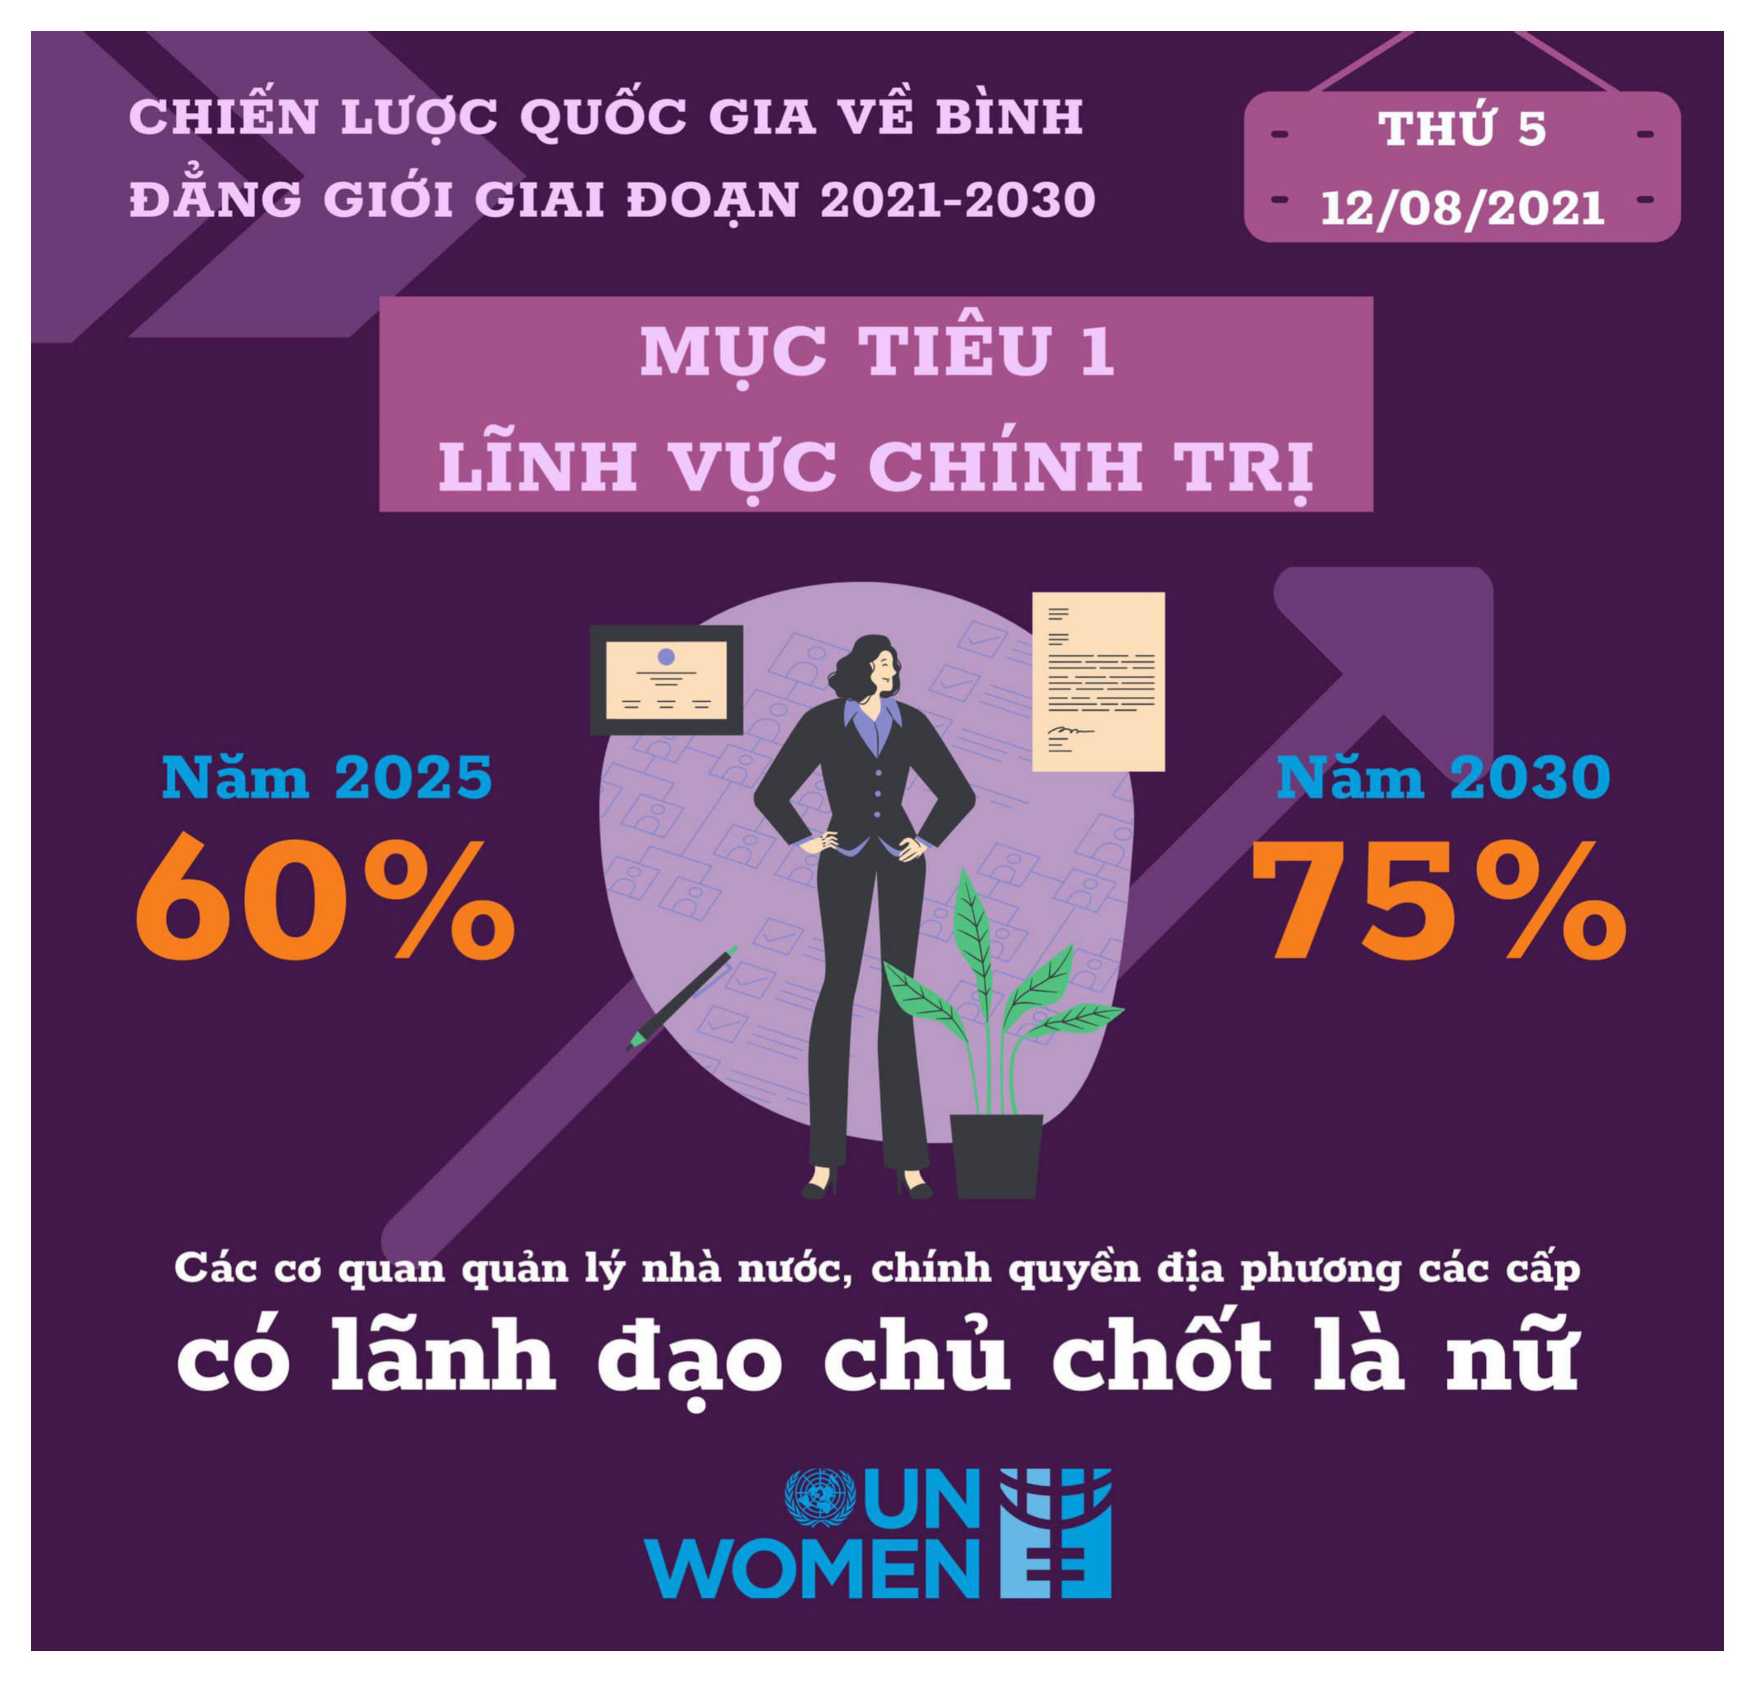 CHIẾN LƯỢC QUỐC GIA VỀ BÌNH
ĐẲNG GIỚI GIAI ĐOẠN 2021-2030
THỨ 5
12/08/2021
MỤC TIÊU 1
LĨNH VỰC CHÍNH TRỊ
Năm 2025
60%
Năm 2030
75%
Các cơ quan quản lý nhà nước, chính quyền địa phương các cấp
có lãnh đạo chủ chốt là nữ
UN
WOMEN